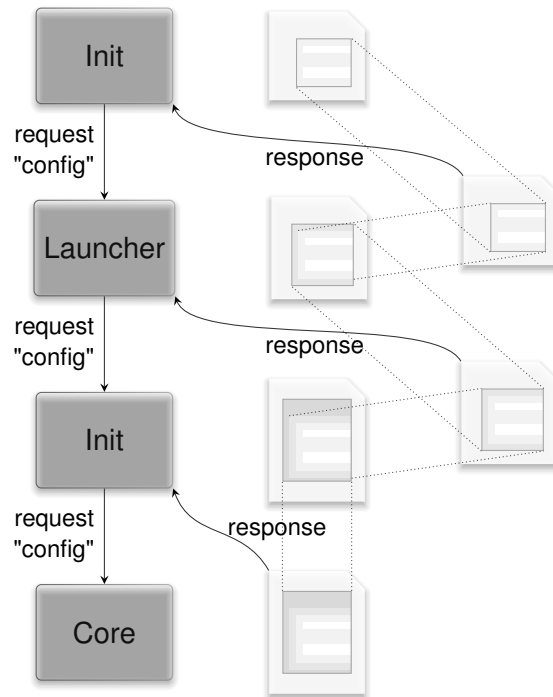 Init
request
"config"
response
Launcher
request
"config"
response
Init
request
"config"
response
Core